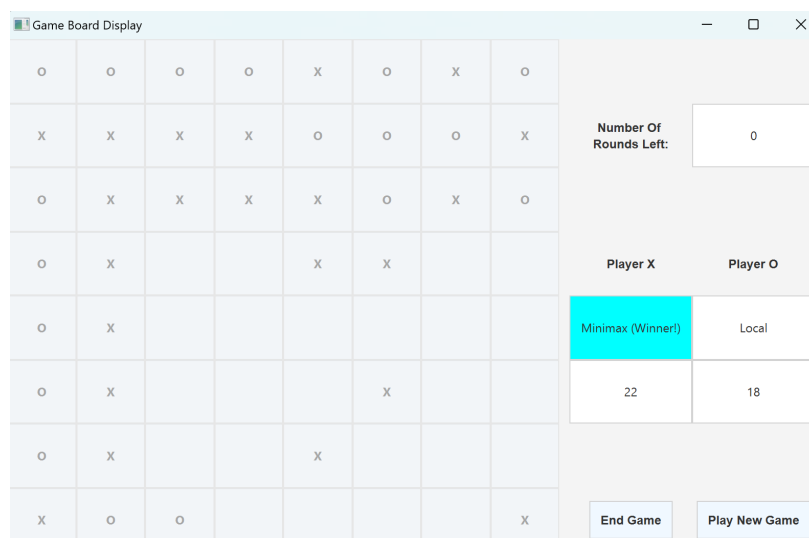 Game Board Display
O O O O X O X O
X X X X O O O X
Number Of
Rounds Left:
0
O X X X X O X O
O X X X
Player X Player O
O X
Minimax (Winner!) Local
O X X
22 18
O X X
X O O X
End Game Play New Game